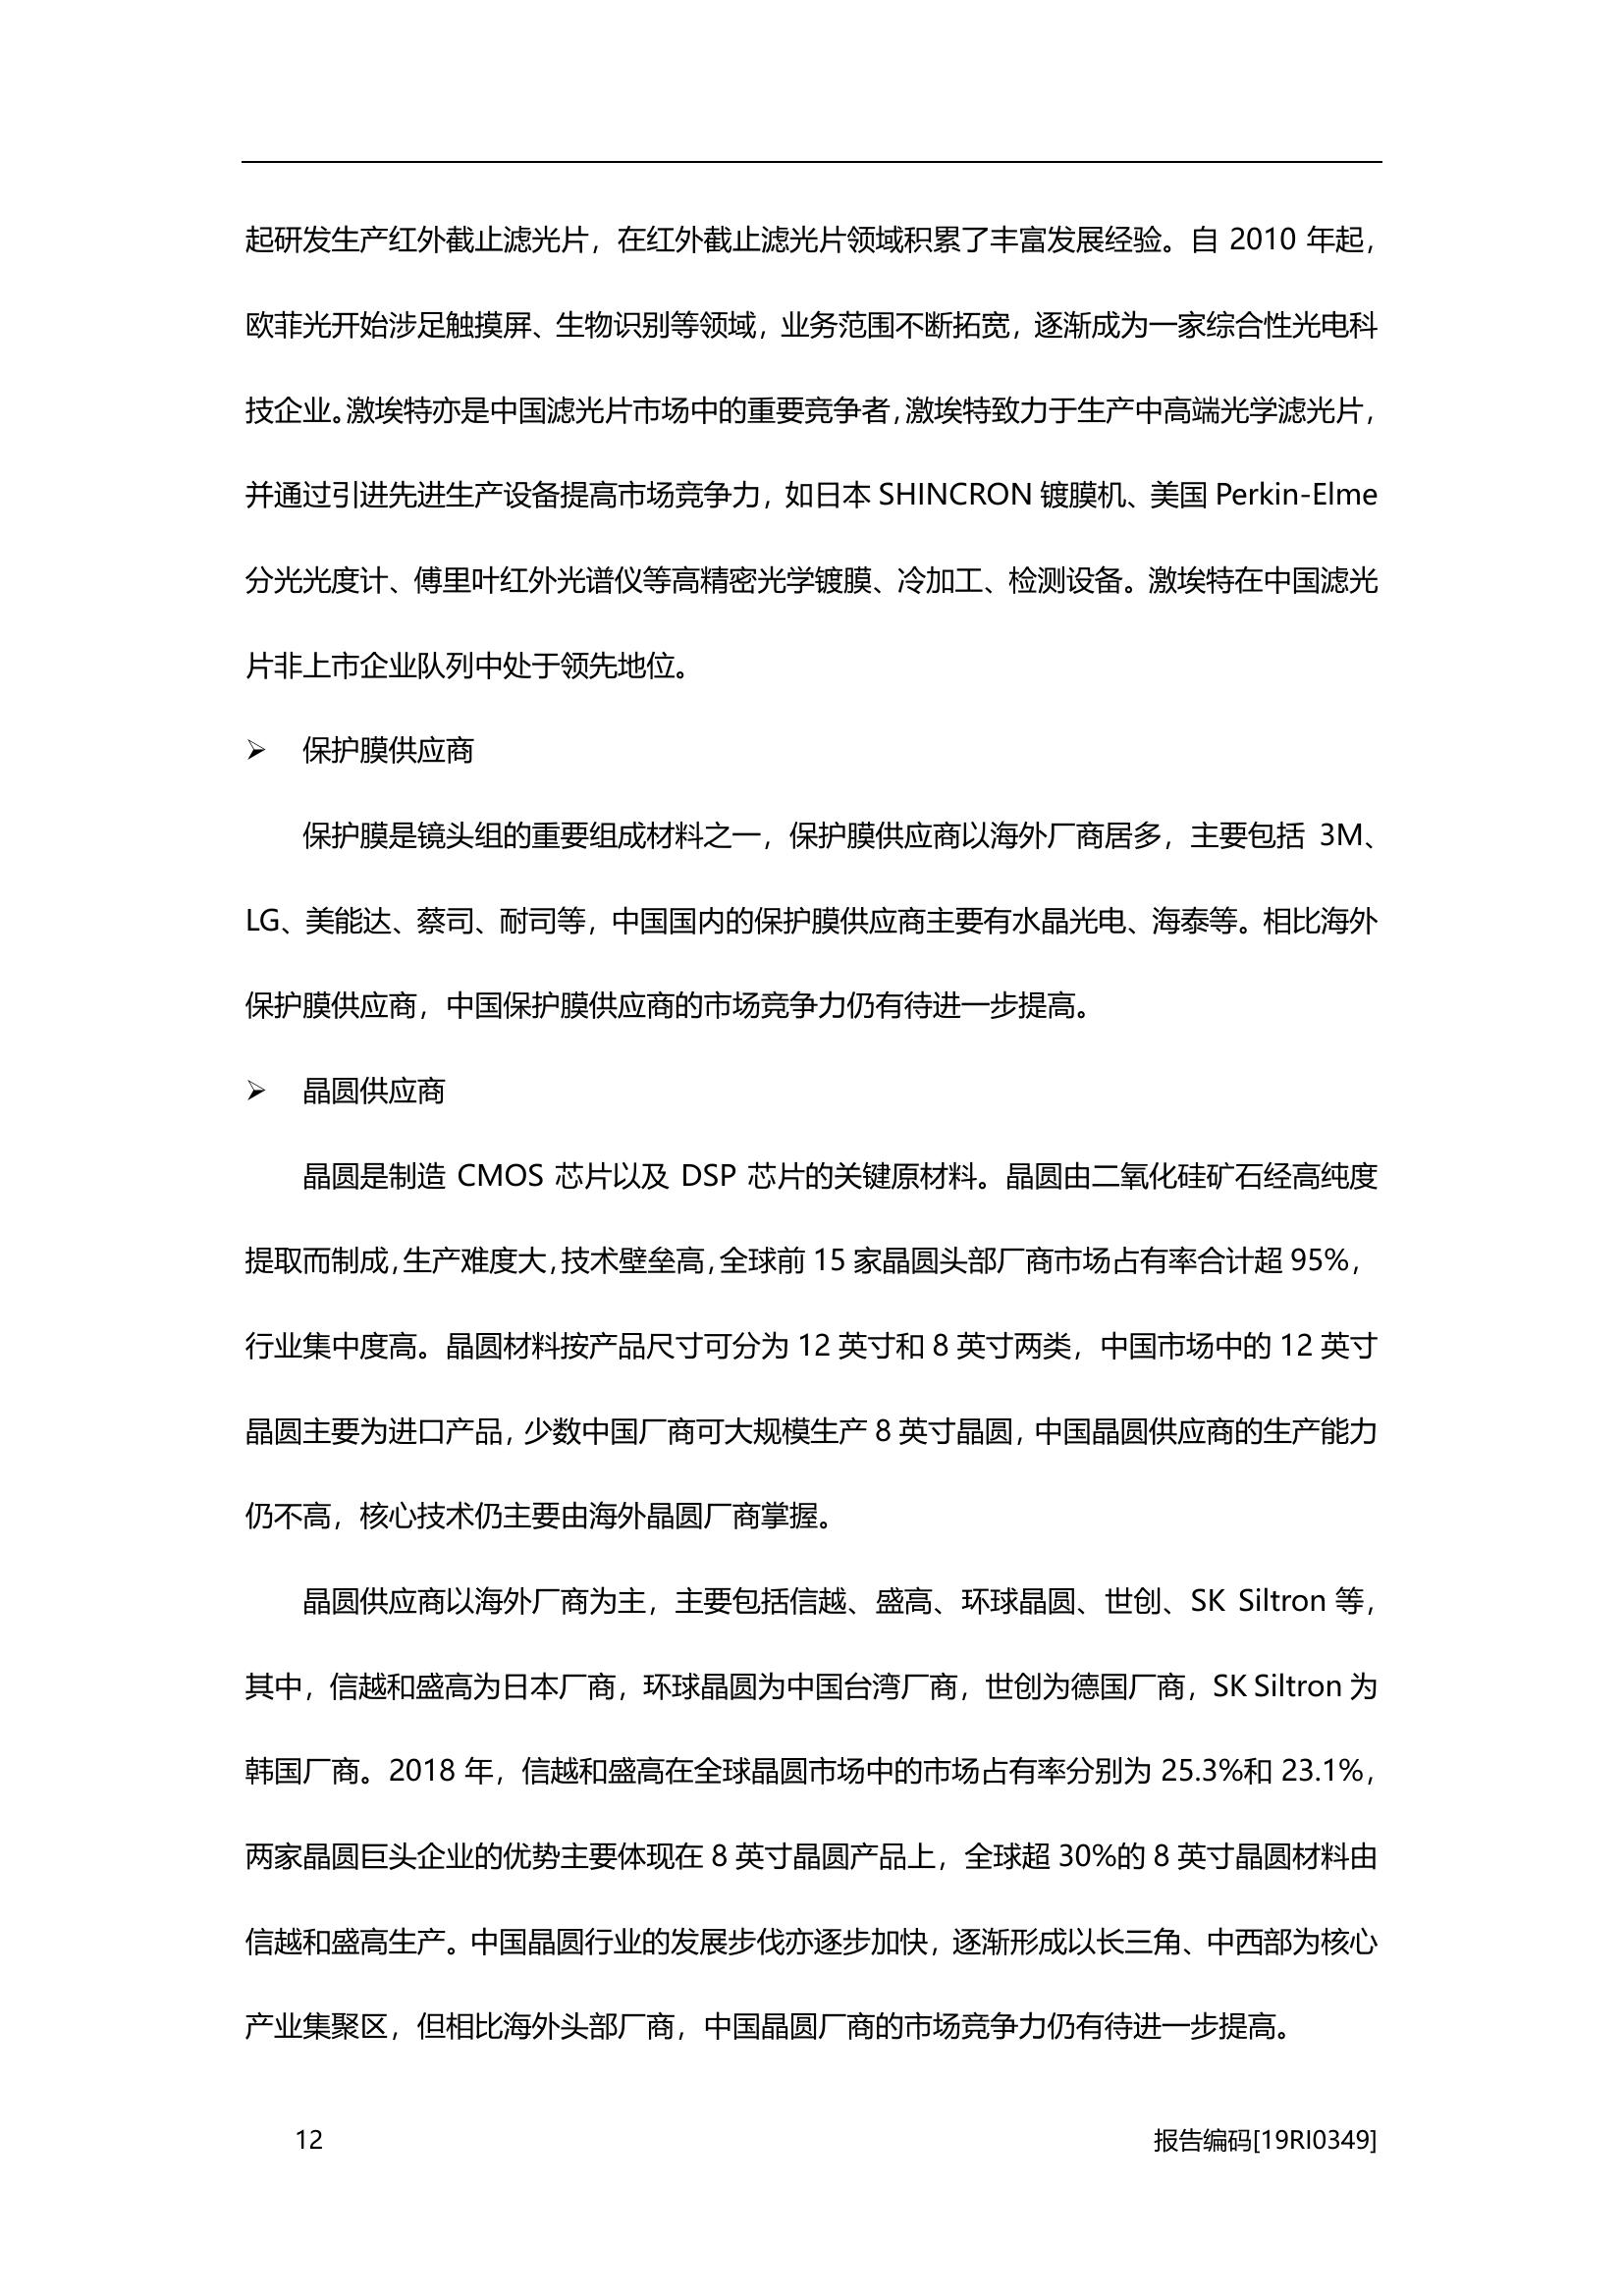 起研发生产红外截止滤光片，在红外截止滤光片领域积累了丰富发展经验。自 2010 年起，
欧菲光开始涉足触摸屏、生物识别等领域，业务范围不断拓宽，逐渐成为一家综合性光电科
技企业。激埃特亦是中国滤光片市场中的重要竞争者，激埃特致力于生产中高端光学滤光片，
并通过引进先进生产设备提高市场竞争力，如日本 SHINCRON 镀膜机、美国 Perkin-Elme
分光光度计、傅里叶红外光谱仪等高精密光学镀膜、冷加工、检测设备。激埃特在中国滤光
片非上市企业队列中处于领先地位。
➢ 保护膜供应商
保护膜是镜头组的重要组成材料之一，保护膜供应商以海外厂商居多，主要包括 3M、
LG、美能达、蔡司、耐司等，中国国内的保护膜供应商主要有水晶光电、海泰等。相比海外
保护膜供应商，中国保护膜供应商的市场竞争力仍有待进一步提高。
➢ 晶圆供应商
晶圆是制造 CMOS 芯片以及 DSP 芯片的关键原材料。晶圆由二氧化硅矿石经高纯度
提取而制成，生产难度大，技术壁垒高，全球前 15 家晶圆头部厂商市场占有率合计超 95%，
行业集中度高。晶圆材料按产品尺寸可分为 12 英寸和 8 英寸两类，中国市场中的 12 英寸
晶圆主要为进口产品，少数中国厂商可大规模生产 8 英寸晶圆，中国晶圆供应商的生产能力
仍不高，核心技术仍主要由海外晶圆厂商掌握。
晶圆供应商以海外厂商为主，主要包括信越、盛高、环球晶圆、世创、SK Siltron 等，
其中，信越和盛高为日本厂商，环球晶圆为中国台湾厂商，世创为德国厂商，SK Siltron 为
韩国厂商。2018 年，信越和盛高在全球晶圆市场中的市场占有率分别为 25.3%和 23.1%，
两家晶圆巨头企业的优势主要体现在 8 英寸晶圆产品上，全球超 30%的 8 英寸晶圆材料由
信越和盛高生产。中国晶圆行业的发展步伐亦逐步加快，逐渐形成以长三角、中西部为核心
产业集聚区，但相比海外头部厂商，中国晶圆厂商的市场竞争力仍有待进一步提高。
12 报告编码[19RI0349]